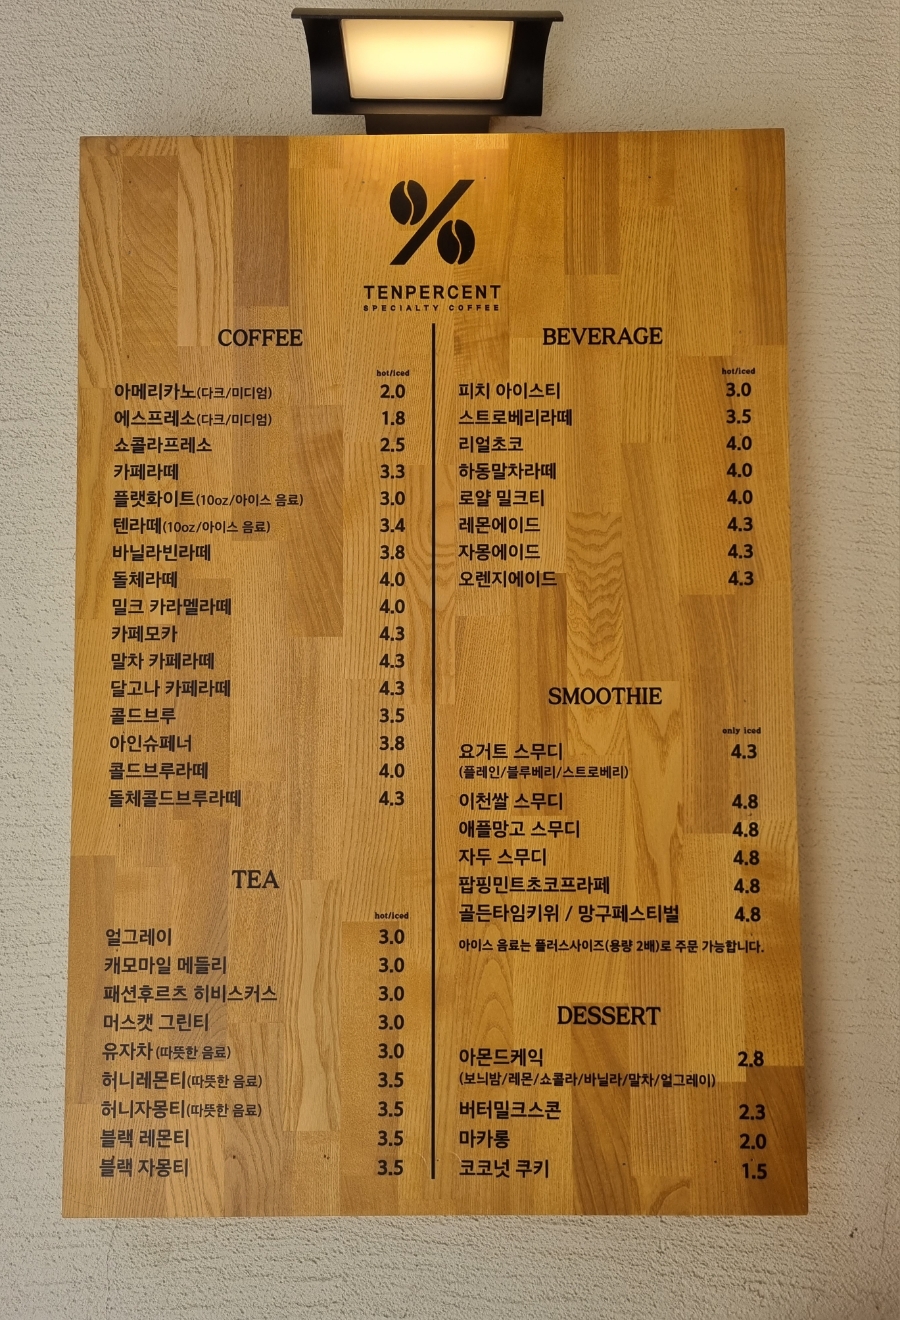 TENPERCENT
SPECIALTY COFFEE
COFFEE
hot/iced
아메리카노(다크/미디엄) 2.0
에스프레소(다크/미디엄) 1.8
쇼콜라프레소 2.5
카페라떼 3.3
플랫화이트(10oz/아이스 음료) 3.0
텐라떼(10oz/아이스 음료) 3.4
바닐라빈라떼 3.8
돌체라떼 4.0
밀크 카라멜라떼 4.0
카페모카 4.3
말차 카페라떼 4.3
달고나 카페라떼 4.3
콜드브루 3.5
아인슈페너 3.8
콜드브루라떼 4.0
돌체콜드브루라떼 4.3
TEA
hot/iced
얼그레이 3.0
캐모마일 메들리 3.0
패션후르츠 히비스커스 3.0
머스캣 그린티 3.0
유자차(따뜻한 음료) 3.0
허니레몬티(따뜻한 음료) 3.5
허니자몽티(따뜻한 음료) 3.5
블랙 레몬티 3.5
블랙 자몽티 3.5
BEVERAGE
hot/iced
피치 아이스티 3.0
스트로베리라떼 3.5
리얼초코 4.0
하동말차라떼 4.0
로얄 밀크티 4.0
레몬에이드 4.3
자몽에이드 4.3
오렌지에이드 4.3
SMOOTHIE
only iced
요거트 스무디 4.3
(플레인/블루베리/스트로베리)
이천쌀 스무디 4.8
애플망고 스무디 4.8
자두 스무디 4.8
팝핑민트초코프라페 4.8
골든타임키위 / 망구페스티벌 4.8
아이스 음료는 플러스사이즈(용량 2배)로 주문 가능합니다.
DESSERT
아몬드케익 2.8
(보늬밤/레몬/쇼콜라/바닐라/말차/얼그레이)
버터밀크스콘 2.3
마카롱 2.0
코코넛 쿠키 1.5